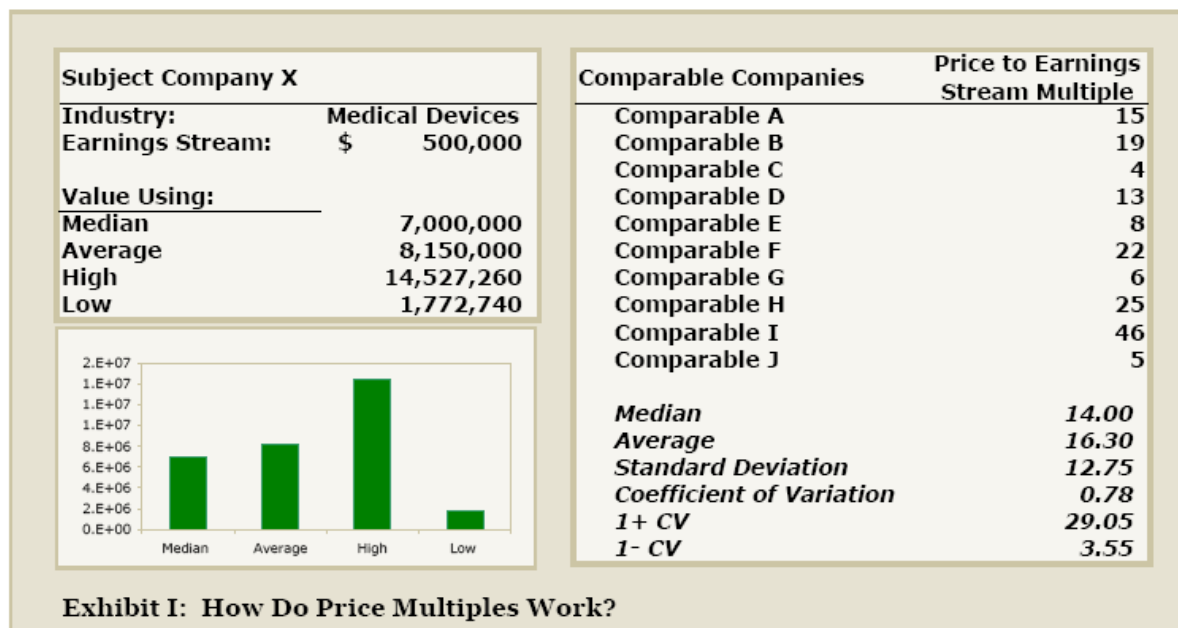 Subject Company X
Industry: Medical Devices
Earnings Stream: $ 500,000
Value Using:
Median 7,000,000
Average 8,150,000
High 14,527,260
Low 1,772,740
2.E+07
1.E+07
1.E+07
1.E+07
8.E+06
6.E+06
4.E+06
2.E+06
0.E+00
Median Average High Low
Comparable Companies Price to Earnings
Stream Multiple
Comparable A 15
Comparable B 19
Comparable C 4
Comparable D 13
Comparable E 8
Comparable F 22
Comparable G 6
Comparable H 25
Comparable I 46
Comparable J 5
Median 14.00
Average 16.30
Standard Deviation 12.75
Coefficient of Variation 0.78
1+ CV 29.05
1- CV 3.55
Exhibit I: How Do Price Multiples Work?